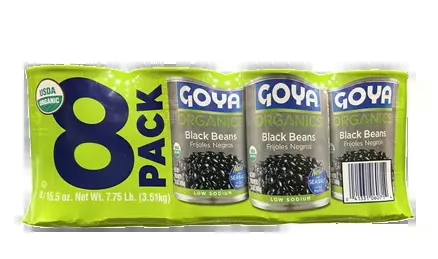 USDA
ORGANIC
8
PACK
8/15.5 oz. Net Wt. 7.75 Lb. (3.51kg)
GOYA
ORGANICS
Black Beans
Frijoles Negros
LOW SODIUM
GOYA
ORGANICS
Black Beans
Frijoles Negros
LOW SODIUM
GOYA
ORGANICS
Black Beans
Frijoles Negros